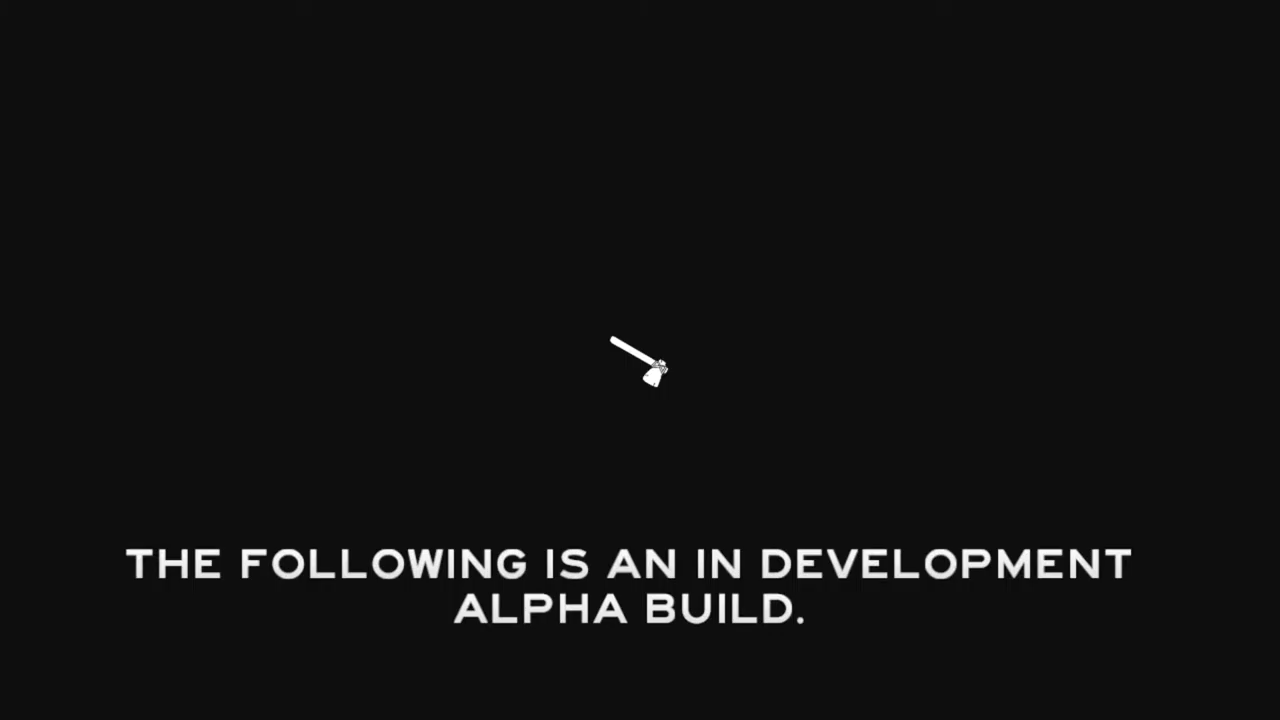 THE FOLLOWING IS AN IN DEVELOPMENT
ALPHA BUILD.